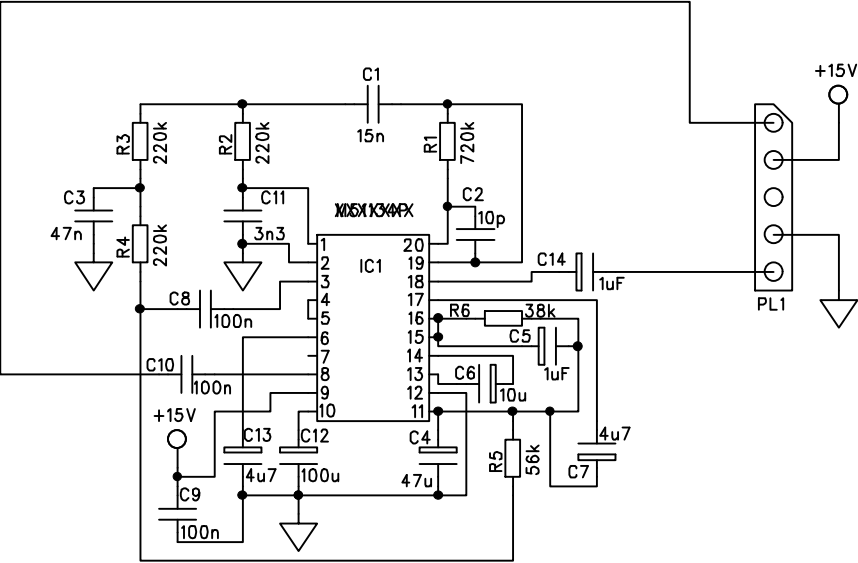 C1
15n
+15V
R3
220k
R2
220k
R1
720k
C3
47n
C11
3n3
C2
10p
R4
220k
IC1
1
2
3
4
5
6
7
8
9
10
20
19
18
17
16
15
14
13
12
11
C14
1uF
PL1
C8
100n
R6
38k
C5
1uF
C10
100n
C6
10u
+15V
C13
4u7
C12
100u
C4
47u
R5
56k
4u7
C7
C9
100n